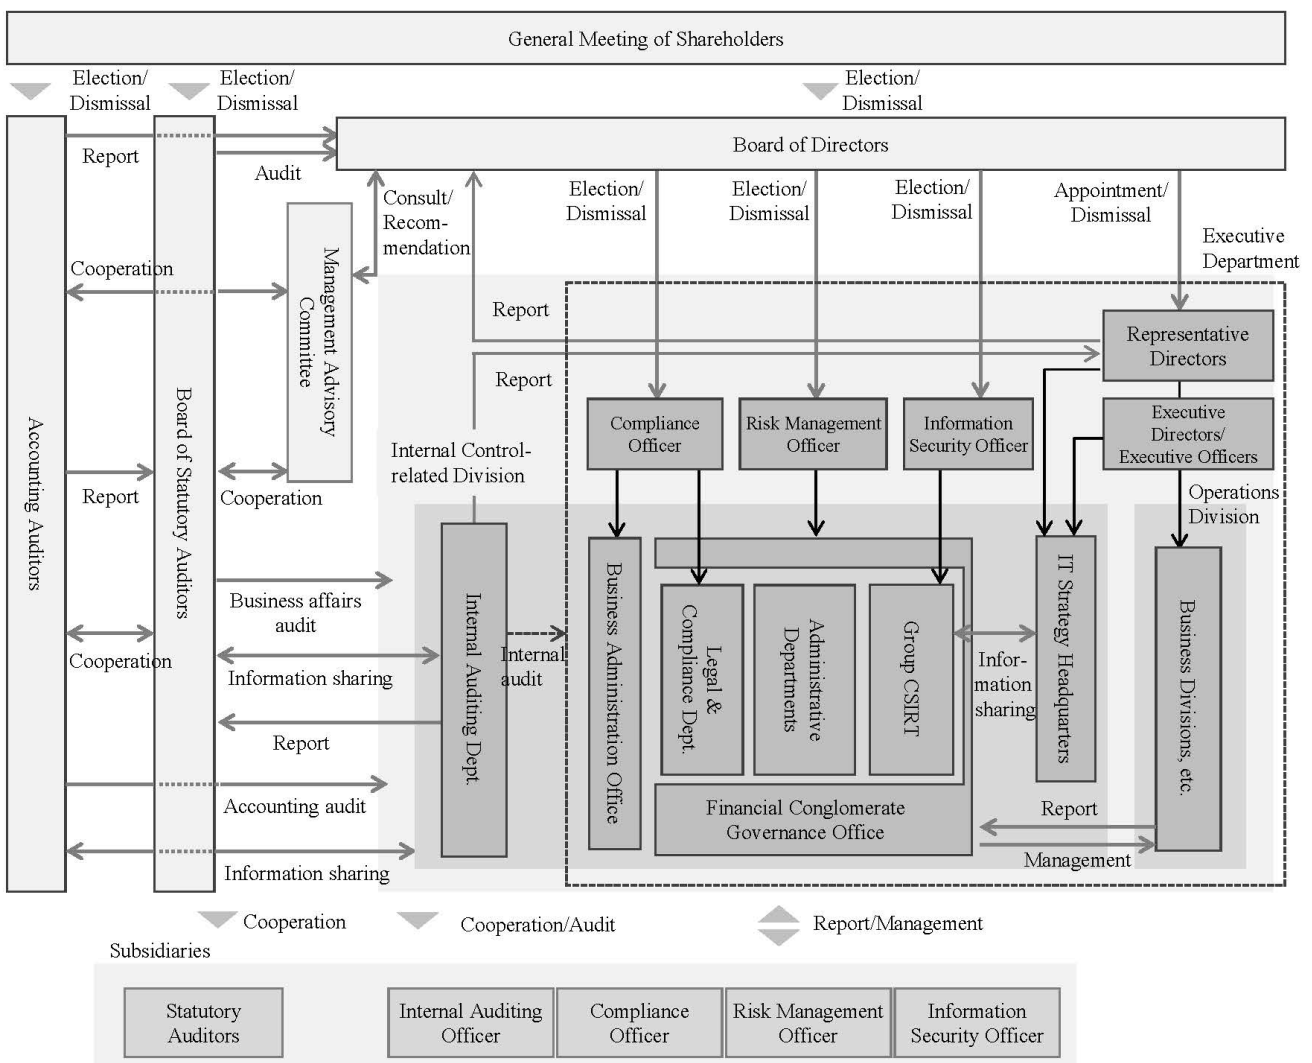 General Meeting of Shareholders
Election/
Dismissal
Election/
Dismissal
Election/
Dismissal
Board of Directors
Report
Audit
Consult/
Recom-
mendation
Election/
Dismissal
Election/
Dismissal
Election/
Dismissal
Appointment/
Dismissal
Executive
Department
Cooperation
Management Advisory
Committee
Report
Representative
Directors
Report
Accounting Auditors
Board of Statutory Auditors
Compliance
Officer
Risk Management
Officer
Information
Security Officer
Executive
Directors/
Executive Officers
Internal Control-
related Division
Report
Cooperation
Operations
Division
Business affairs
audit
Internal Auditing Dept.
Internal
audit
Business Administration Office
Legal &
Compliance Dept.
Administrative
Departments
Group CSIRT
Infor-
mation
sharing
IT Strategy Headquarters
Business Divisions, etc.
Cooperation
Information sharing
Report
Accounting audit
Financial Conglomerate
Governance Office
Report
Management
Information sharing
Cooperation
Cooperation/Audit
Report/Management
Subsidiaries
Statutory
Auditors
Internal Auditing
Officer
Compliance
Officer
Risk Management
Officer
Information
Security Officer